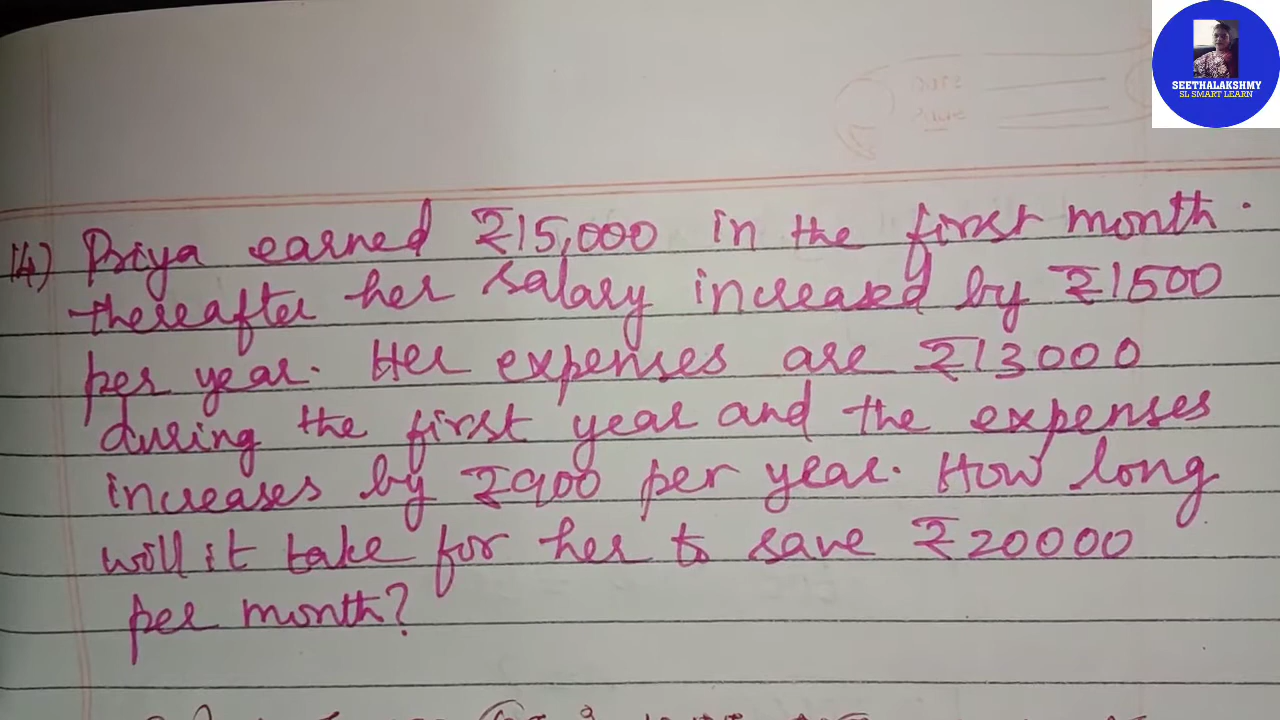 SEETHALAKSHMY
SL SMART LEARN
14) Priya earned ₹15,000 in the first month.
thereafter her salary increased by ₹1500
per year. Her expenses are ₹13000
during the first year and the expenses
increases by ₹900 per year. How long
will it take for her to save ₹20000
per month?